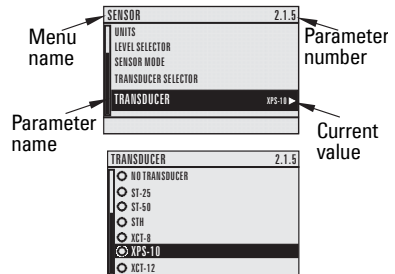 SENSOR 2.1.5
Menu name
UNITS
LEVEL SELECTOR
SENSOR MODE
TRANSDUCER SELECTOR
TRANSDUCER XPS-10
Parameter number
Parameter name
Current value
TRANSDUCER 2.1.5
NO TRANSDUCER
ST-25
ST-50
STH
XCT-8
XPS-10
XCT-12